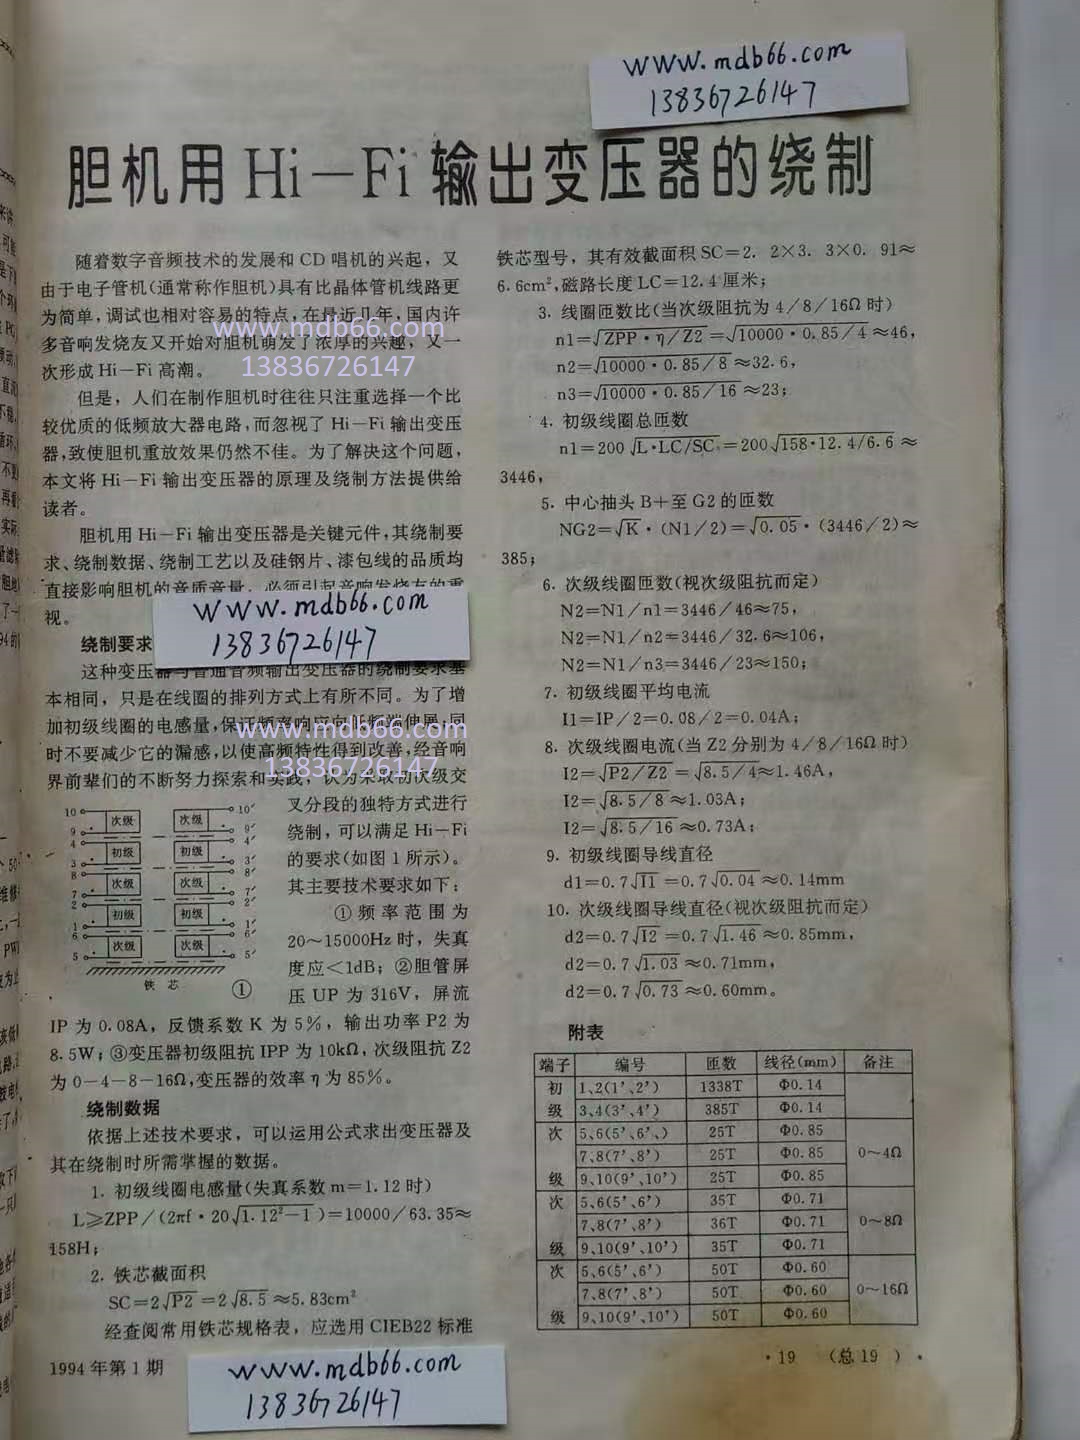 www.mdb66.com
13836726147
胆机用Hi-Fi输出变压器的绕制
随着数字音频技术的发展和CD唱机的兴起，又
由于电子管机(通常称作胆机)具有比晶体管机线路更
为简单，调试也相对容易的特点，在最近几年，国内许
多音响发烧友又开始对胆机萌发了浓厚的兴趣，又一
次形成Hi-Fi高潮。
www.mdb66.com
13836726147
但是，人们在制作胆机时往往只注重选择一个比
较优质的低频放大器电路，而忽视了Hi-Fi输出变压
器，致使胆机重放效果仍然不佳。为了解决这个问题，
本文将Hi-Fi输出变压器的原理及绕制方法提供给
读者。
胆机用Hi-Fi输出变压器是关键元件，其绕制要
求、绕制数据、绕制工艺以及硅钢片、漆包线的品质均
直接影响胆机的音质音量，必须引起音响发烧友的重
视。
www.mdb66.com
13836726147
绕制要求
这种变压器与普通音频输出变压器的绕制要求基
本相同，只是在线圈的排列方式上有所不同。为了增
加初级线圈的电感量，保证频率响应向低频端伸展；同
时不要减少它的漏感，以使高频特性得到改善，经音响
界前辈们的不断努力探索和实践，认为采取初次级交
www.mdb66.com
13836726147
叉分段的独特方式进行
绕制，可以满足Hi-Fi
的要求(如图1所示)。
其主要技术要求如下：
①频率范围为
20～15000Hz时，失真
度应＜1dB；②胆管屏
压UP为316V，屏流
10 次级 次级 10′
9 9′
4 初级 初级 4′
3 3′
8 次级 次级 8′
7 7′
2 初级 初级 2′
1 1′
6 次级 次级 6′
5 5′
铁芯 ①
IP为0.08A，反馈系数K为5%，输出功率P2为
8.5W；③变压器初级阻抗IPP为10kΩ，次级阻抗Z2
为0-4-8-16Ω，变压器的效率η为85%。
绕制数据
依据上述技术要求，可以运用公式求出变压器及
其在绕制时所需掌握的数据。
1. 初级线圈电感量(失真系数m=1.12时)
L≥ZPP/(2πf·20√1.12²-1)=10000/63.35≈
158H；
2. 铁芯截面积
SC=2√P2=2√8.5≈5.83cm²
经查阅常用铁芯规格表，应选用CIEB22标准
1994年第1期
铁芯型号，其有效截面积SC=2.2×3.3×0.91≈
6.6cm²，磁路长度LC=12.4厘米；
3. 线圈匝数比(当次级阻抗为4/8/16Ω时)
n1=√ZPP·η/Z2=√10000·0.85/4≈46，
n2=√10000·0.85/8≈32.6，
n3=√10000·0.85/16≈23；
4. 初级线圈总匝数
n1=200√L·LC/SC=200√158·12.4/6.6≈
3446，
5. 中心抽头B+至G2的匝数
NG2=√K·(N1/2)=√0.05·(3446/2)≈
385；
6. 次级线圈匝数(视次级阻抗而定)
N2=N1/n1=3446/46≈75，
N2=N1/n2=3446/32.6≈106，
N2=N1/n3=3446/23≈150；
7. 初级线圈平均电流
I1=IP/2=0.08/2=0.04A；
8. 次级线圈电流(当Z2分别为4/8/16Ω时)
I2=√P2/Z2=√8.5/4≈1.46A，
I2=√8.5/8≈1.03A；
I2=√8.5/16≈0.73A；
9. 初级线圈导线直径
d1=0.7√I1=0.7√0.04≈0.14mm
10. 次级线圈导线直径(视次级阻抗而定)
d2=0.7√I2=0.7√1.46≈0.85mm，
d2=0.7√1.03≈0.71mm，
d2=0.7√0.73≈0.60mm。
附表
端子 编号 匝数 线径(mm) 备注
初 1、2(1′、2′) 1338T Φ0.14
级 3、4(3′、4′) 385T Φ0.14
次 5、6(5′、6′、) 25T Φ0.85
7、8(7′、8′) 25T Φ0.85 0～4Ω
级 9、10(9′、10′) 25T Φ0.85
次 5、6(5′、6′) 35T Φ0.71
7、8(7′、8′) 36T Φ0.71 0～8Ω
级 9、10(9′、10′) 35T Φ0.71
次 5、6(5′、6′) 50T Φ0.60
7、8(7′、8′) 50T Φ0.60 0～16Ω
级 9、10(9′、10′) 50T Φ0.60
·19 (总19)·
www.mdb66.com
13836726147